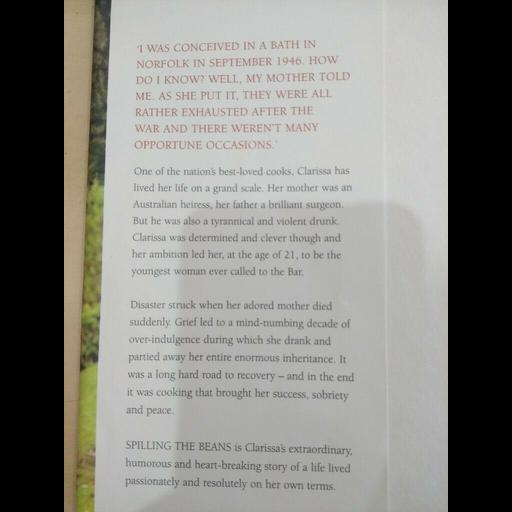 'I WAS CONCEIVED IN A BATH IN
NORFOLK IN SEPTEMBER 1946. HOW
DO I KNOW? WELL, MY MOTHER TOLD
ME. AS SHE PUT IT, THEY WERE ALL
RATHER EXHAUSTED AFTER THE
WAR AND THERE WEREN'T MANY
OPPORTUNE OCCASIONS.'
One of the nation's best-loved cooks, Clarissa has
lived her life on a grand scale. Her mother was an
Australian heiress, her father a brilliant surgeon.
But he was also a tyrannical and violent drunk.
Clarissa was determined and clever though and
her ambition led her, at the age of 21, to be the
youngest woman ever called to the Bar.
Disaster struck when her adored mother died
suddenly. Grief led to a mind-numbing decade of
over-indulgence during which she drank and
partied away her entire enormous inheritance. It
was a long hard road to recovery – and in the end
it was cooking that brought her success, sobriety
and peace.
SPILLING THE BEANS is Clarissa's extraordinary,
humorous and heart-breaking story of a life lived
passionately and resolutely on her own terms.